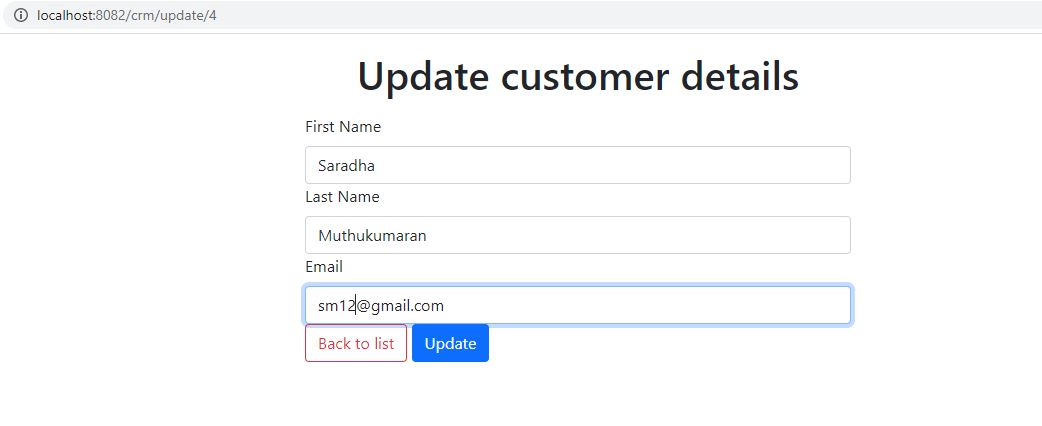 localhost:8082/crm/update/4
Update customer details
First Name
Saradha
Last Name
Muthukumaran
Email
sm12@gmail.com
Back to list Update